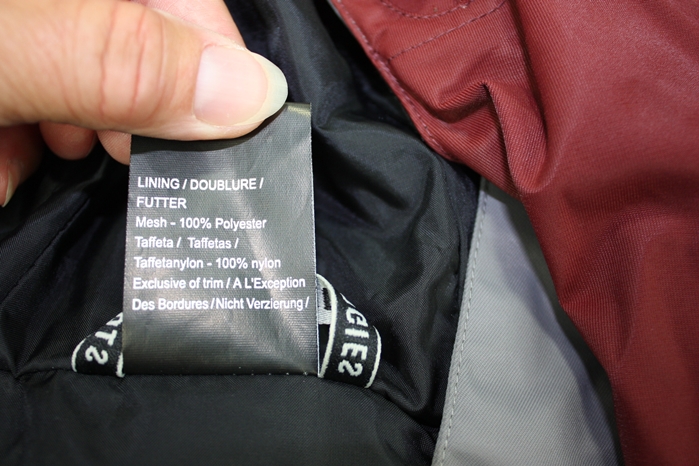 LINING / DOUBLURE /
FUTTER
Mesh - 100% Polyester
Taffeta / Taffetas /
Taffetanylon - 100% nylon
Exclusive of trim / A L'Exception
Des Bordures / Nicht Verzierung /